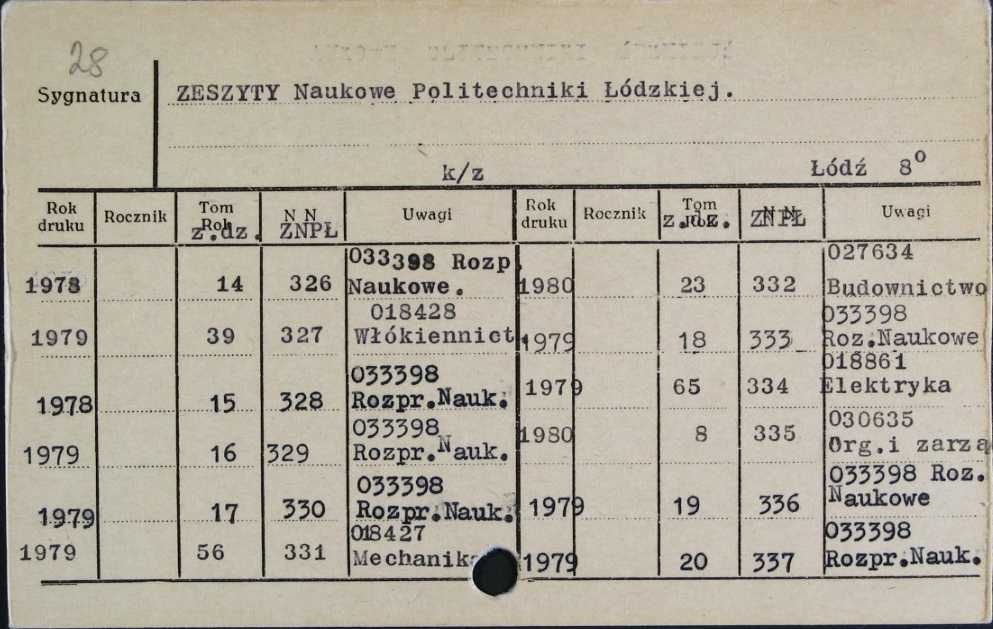 28
Sygnatura ZESZYTY Naukowe Politechniki Łódzkiej.
k/z Łódź 8°
Rok druku Rocznik Tom Rok z.dz. N N ZNPŁ Uwagi Rok druku Rocznik Tom z.dz. ZNPŁ Uwagi
1978 14 326 033398 Rozp. Naukowe. 1980 23 332 027634 Budownictwo
1979 39 327 018428 Włókiennict. 1979 18 333 033398 Roz.Naukowe
1978 15 328 033398 Rozpr.Nauk. 1979 65 334 018861 Elektryka
1979 16 329 033398 Rozpr.Nauk. 1980 8 335 030635 Org.i zarzą
1979 17 330 033398 Rozpr.Nauk. 1979 19 336 033398 Roz. Naukowe
1979 56 331 018427 Mechanika 1979 20 337 033398 Rozpr.Nauk.